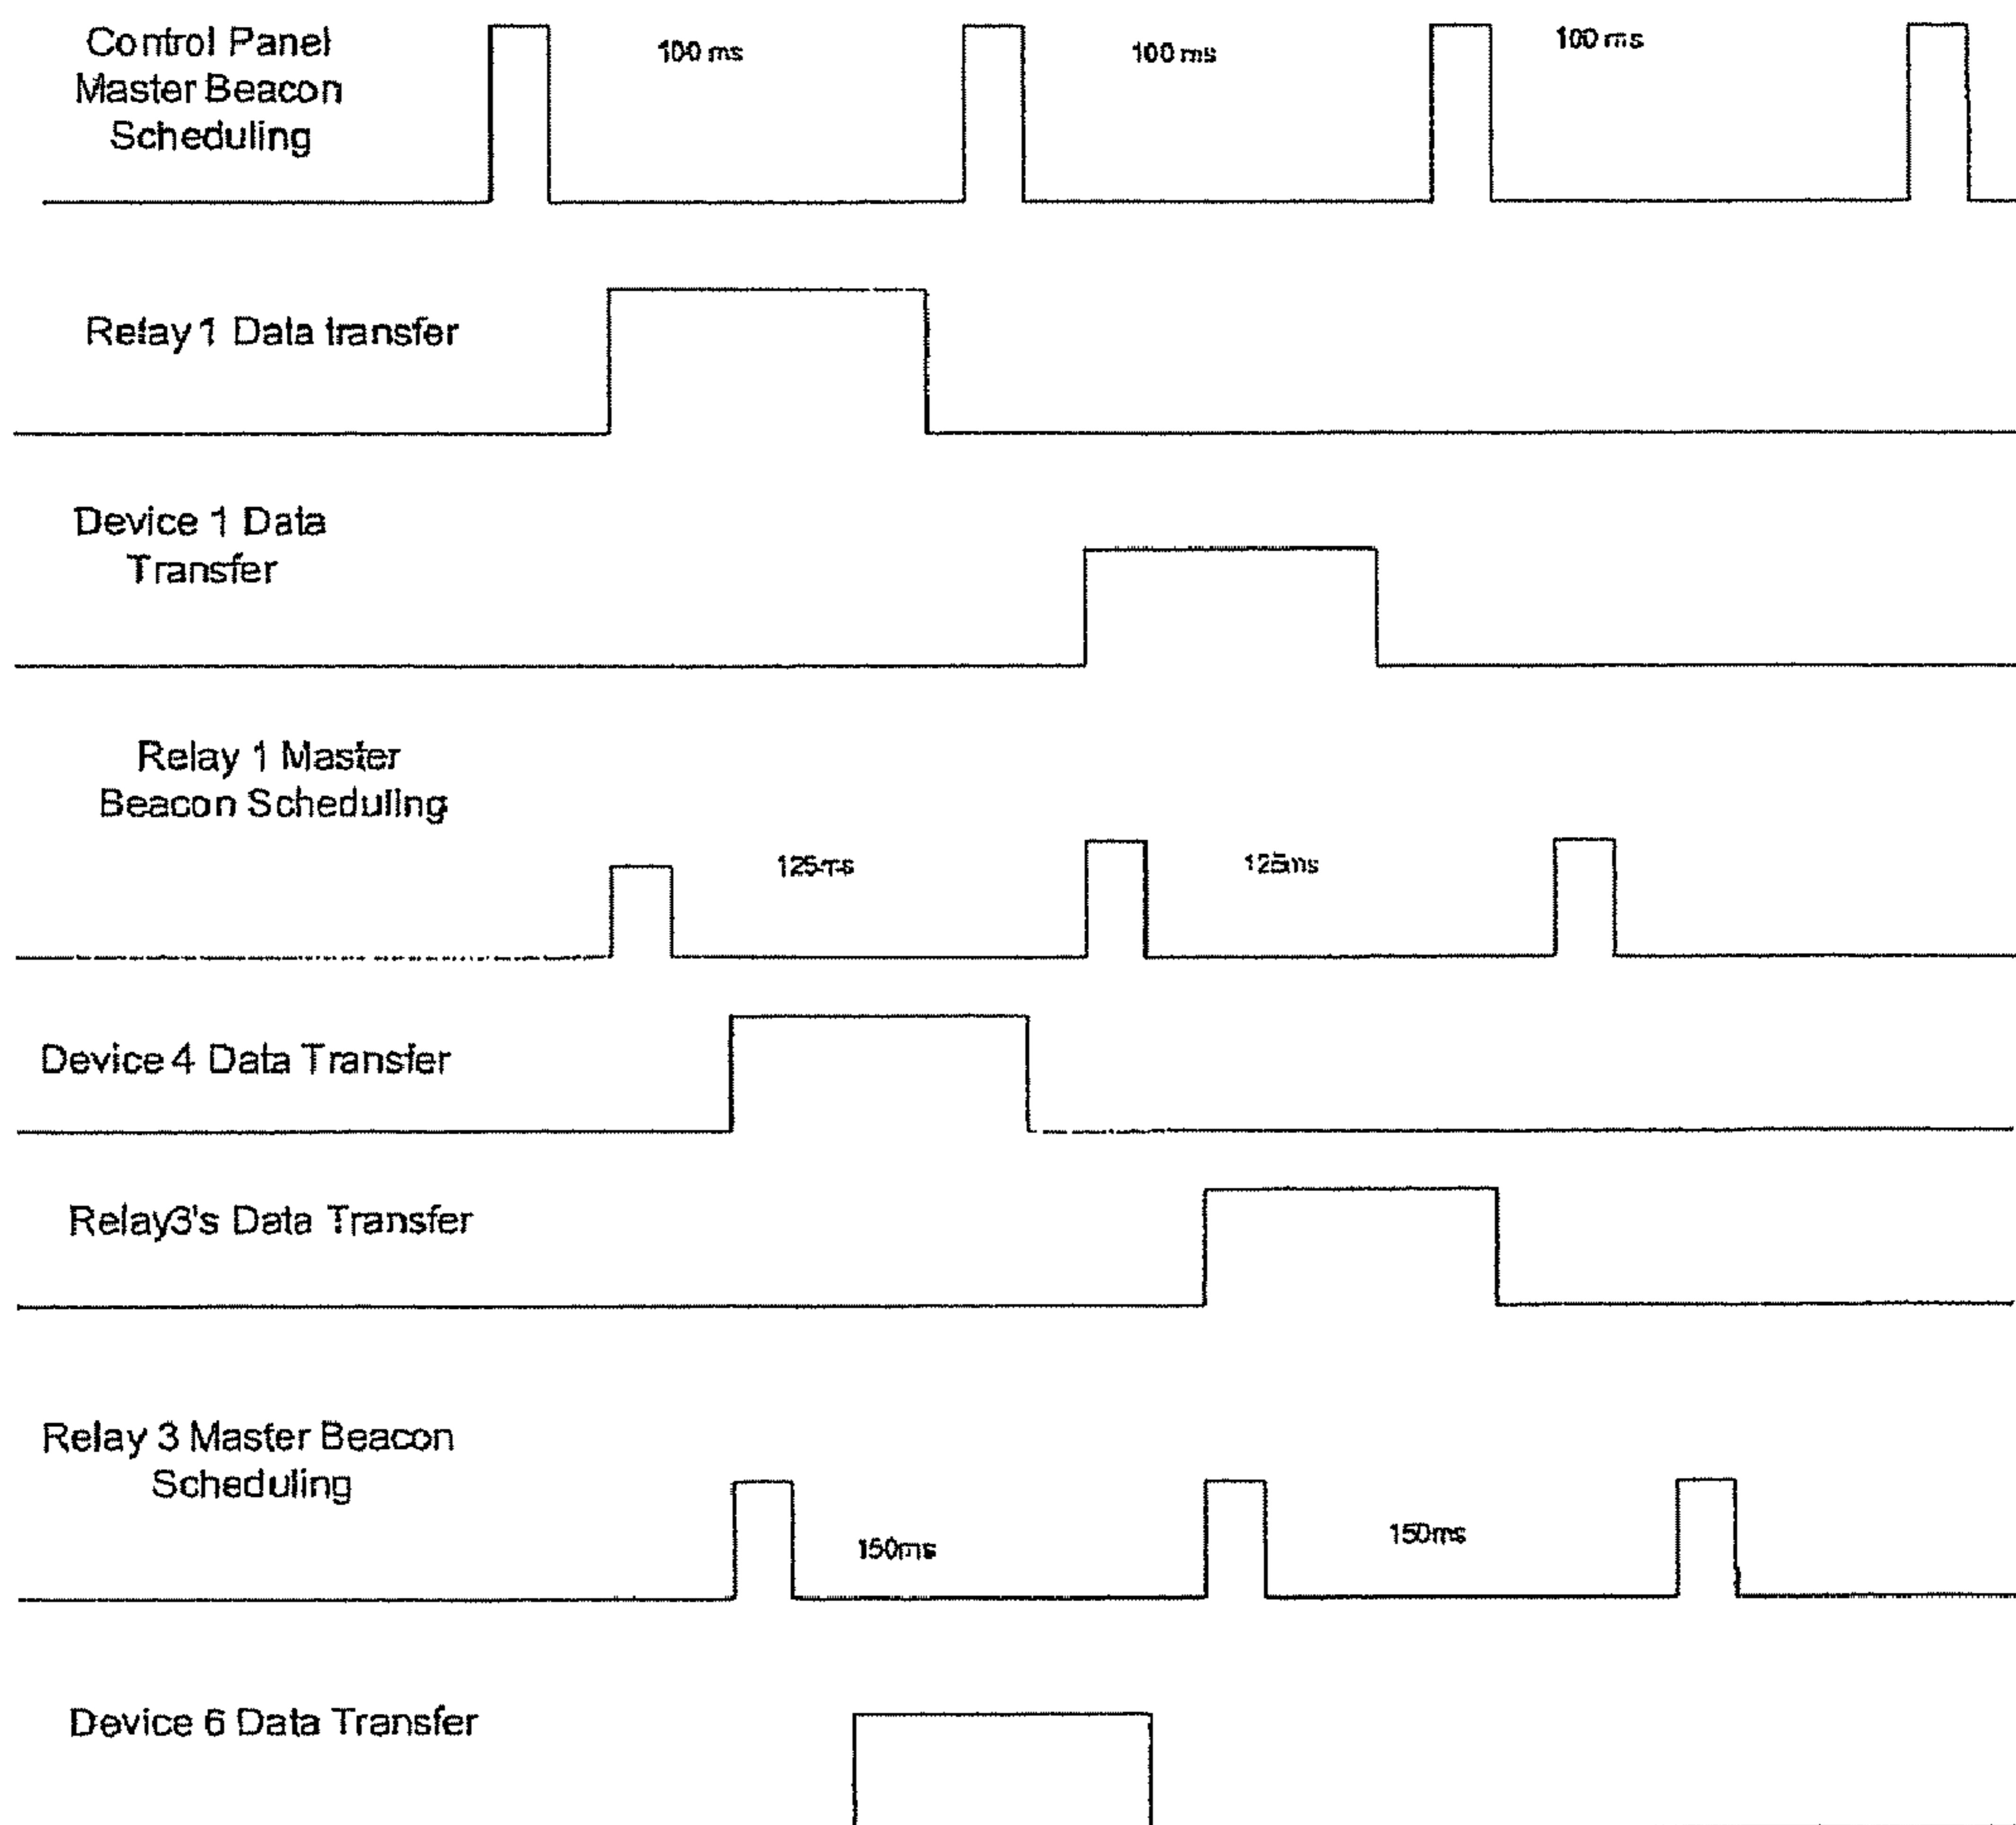 Control Panel
Master Beacon
Scheduling
100 ms
100 ms
100 ms
Relay 1 Data transfer
Device 1 Data
Transfer
Relay 1 Master
Beacon Scheduling
125ms
125ms
Device 4 Data Transfer
Relay3's Data Transfer
Relay 3 Master Beacon
Scheduling
150ms
150ms
Device 6 Data Transfer